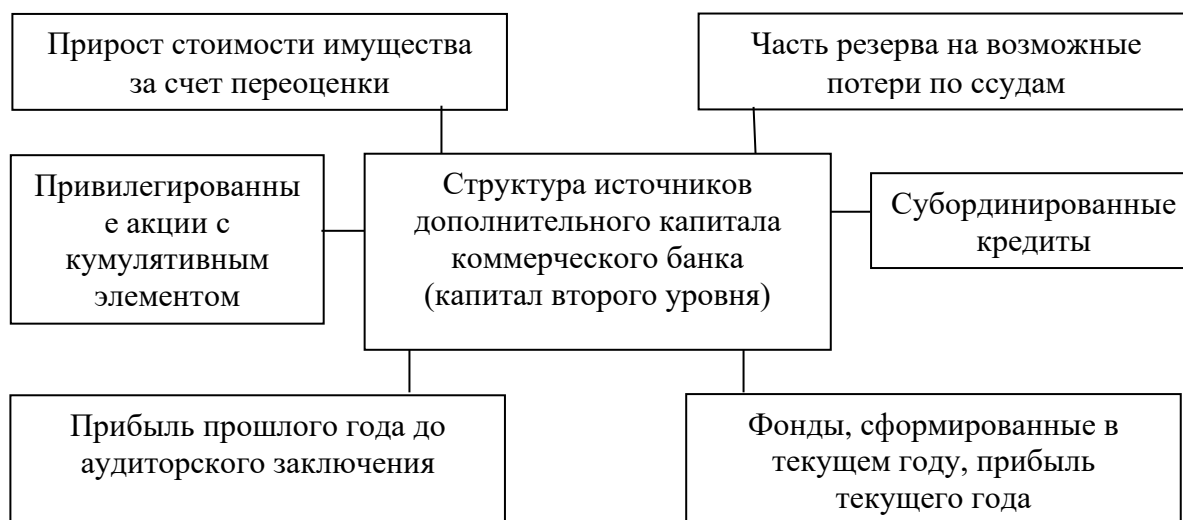 Прирост стоимости имущества
за счет переоценки
Часть резерва на возможные
потери по ссудам
Привилегированны
е акции с
кумулятивным
элементом
Структура источников
дополнительного капитала
коммерческого банка
(капитал второго уровня)
Субординированные
кредиты
Прибыль прошлого года до
аудиторского заключения
Фонды, сформированные в
текущем году, прибыль
текущего года